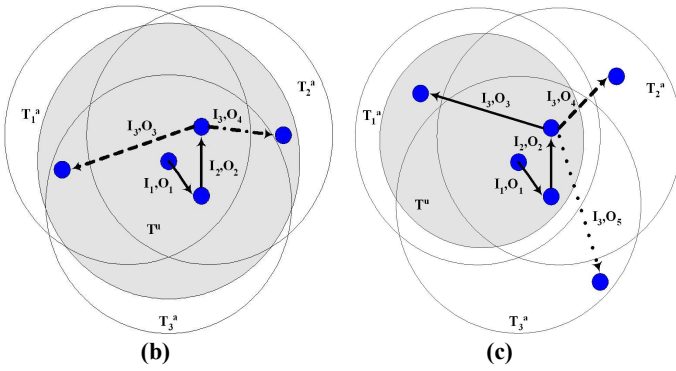 T₁ᵃ
T₂ᵃ
I₃,O₃
I₃,O₄
I₂,O₂
I₁,O₁
Tᵘ
T₃ᵃ
(b)
T₁ᵃ
T₂ᵃ
I₃,O₃
I₃,O₄
I₂,O₂
I₁,O₁
Tᵘ
I₃,O₅
T₃ᵃ
(c)